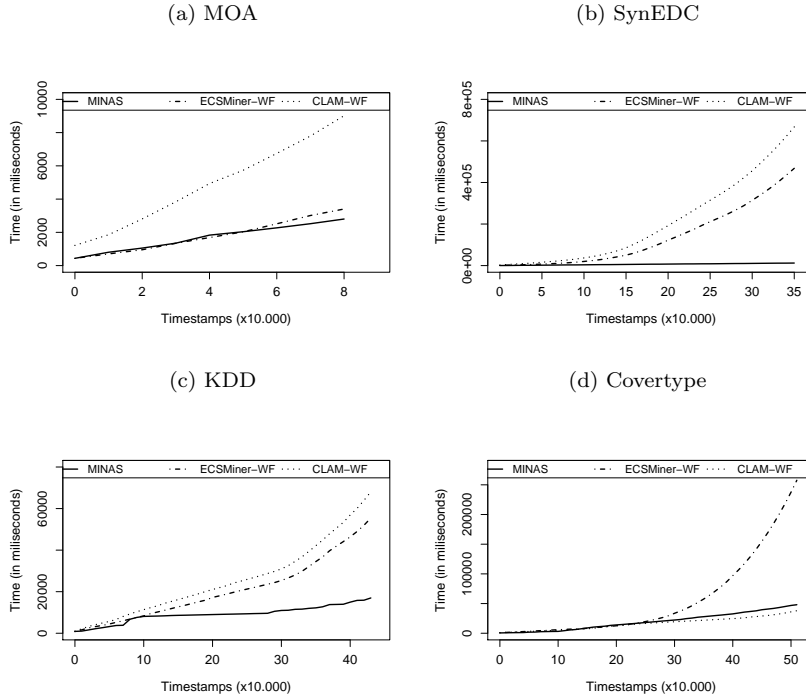 (a) MOA
(b) SynEDC
MINAS ECSMiner-WF CLAM-WF
Time (in miliseconds)
0 2000 6000 10000
0 2 4 6 8
Timestamps (x10.000)
MINAS ECSMiner-WF CLAM-WF
Time (in miliseconds)
0e+00 4e+05 8e+05
0 5 10 15 20 25 30 35
Timestamps (x10.000)
(c) KDD
(d) Covertype
MINAS ECSMiner-WF CLAM-WF
Time (in miliseconds)
0 20000 60000
0 10 20 30 40
Timestamps (x10.000)
MINAS ECSMiner-WF CLAM-WF
Time (in miliseconds)
0 100000 200000
0 10 20 30 40 50
Timestamps (x10.000)